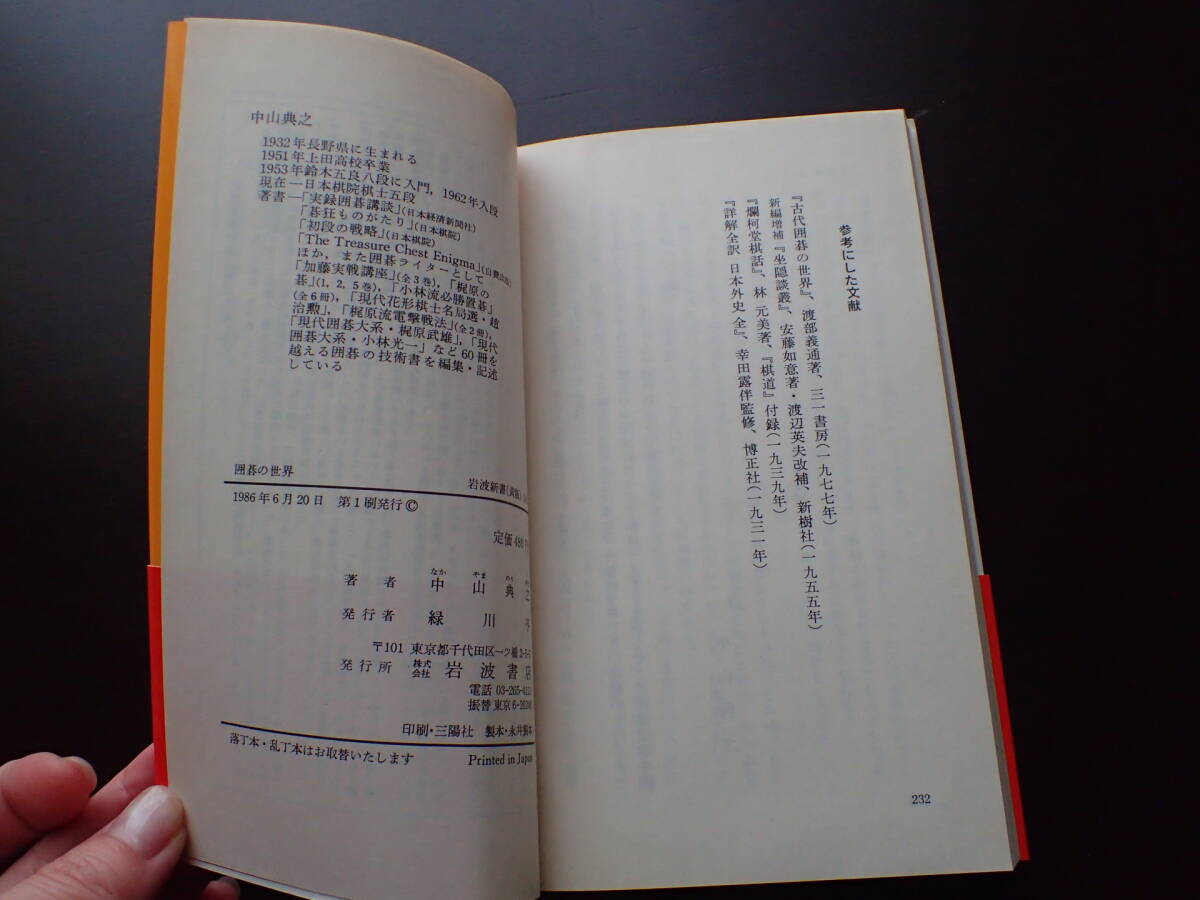 参考にした文献
『古代囲碁の世界』、渡部義通著、三一書房(一九七七年)
新編増補『坐隠談叢』、安藤如意著・渡辺英夫改補、新樹社(一九五五年)
『爛柯堂棋話』、林 元美著、『棋道』付録(一九三九年)
『詳解全訳 日本外史 全』、幸田露伴監修、博正社(一九三一年)
232
中山典之
1932年長野県に生まれる
1951年上田高校卒業
1953年鈴木五良八段に入門，1962年入段
現在―日本棋院棋士五段
著書―「実録囲碁講談」(日本経済新聞社)
「碁狂ものがたり」(日本棋院)
「初段の戦略」(日本棋院)
「The Treasure Chest Enigma」(自費出版)
ほか，また囲碁ライターとして
「加藤実戦講座」(全3巻)，「梶原の
碁」(1，2，5巻)，「小林流必勝置碁」
(全6冊)，「現代花形棋士名局選・趙
治勲」，「梶原流電撃戦法」(全2冊)，
「現代囲碁大系・梶原武雄」，「現代
囲碁大系・小林光一」など60冊を
越える囲碁の技術書を編集・記述
している
囲碁の世界
岩波新書(黄版)
1986年6月20日 第1刷発行©
定価480
著者 中山典之
なか やま のり
発行者 緑川
〒101 東京都千代田区一ツ橋2-5-
発行所 株式会社 岩波書店
電話 03-265-4111
振替 東京6-
印刷・三陽社 製本・永井製本
落丁本・乱丁本はお取替いたします
Printed in Japan